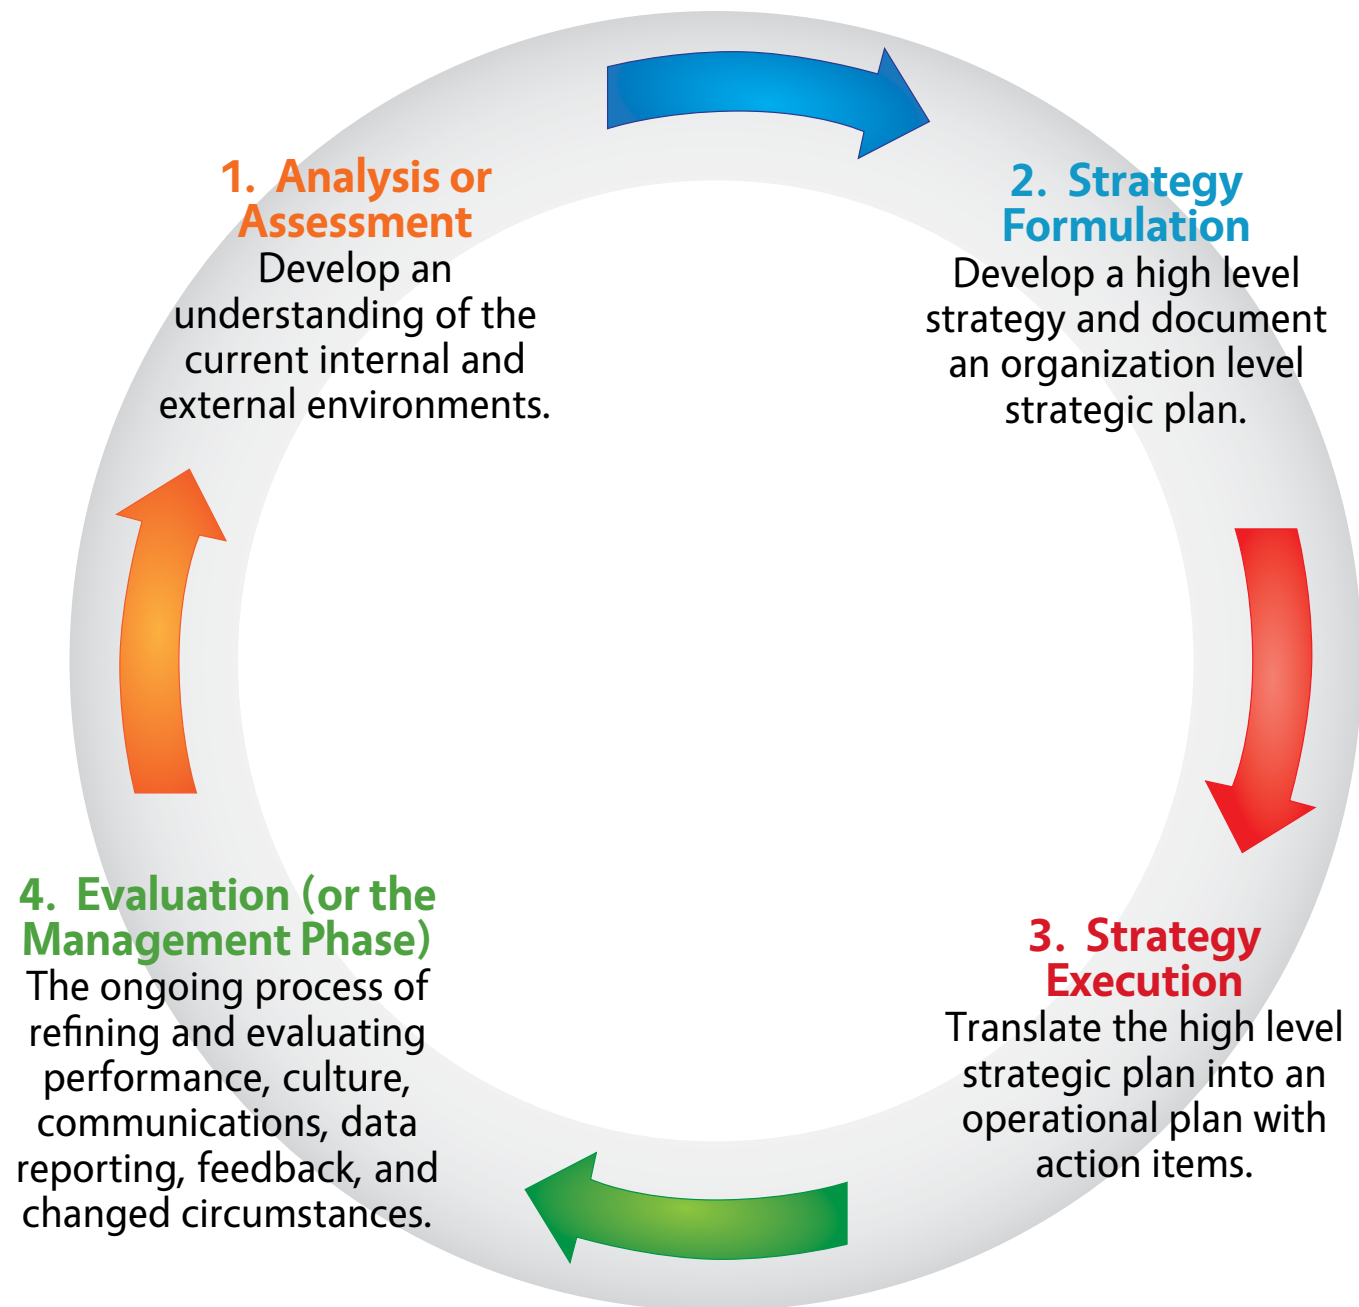 1. Analysis or
Assessment
Develop an
understanding of the
current internal and
external environments.
2. Strategy
Formulation
Develop a high level
strategy and document
an organization level
strategic plan.
3. Strategy
Execution
Translate the high level
strategic plan into an
operational plan with
action items.
4. Evaluation (or the
Management Phase)
The ongoing process of
refining and evaluating
performance, culture,
communications, data
reporting, feedback, and
changed circumstances.